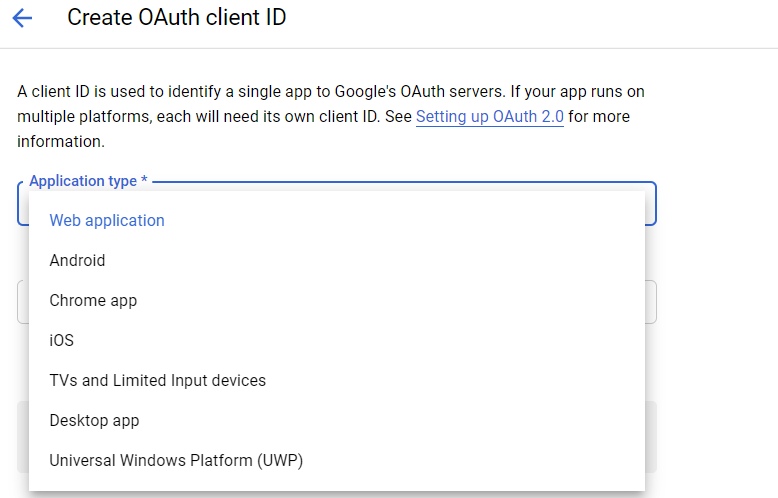 Create OAuth client ID
A client ID is used to identify a single app to Google's OAuth servers. If your app runs on
multiple platforms, each will need its own client ID. See Setting up OAuth 2.0 for more
information.
Application type *
Web application
Android
Chrome app
iOS
TVs and Limited Input devices
Desktop app
Universal Windows Platform (UWP)